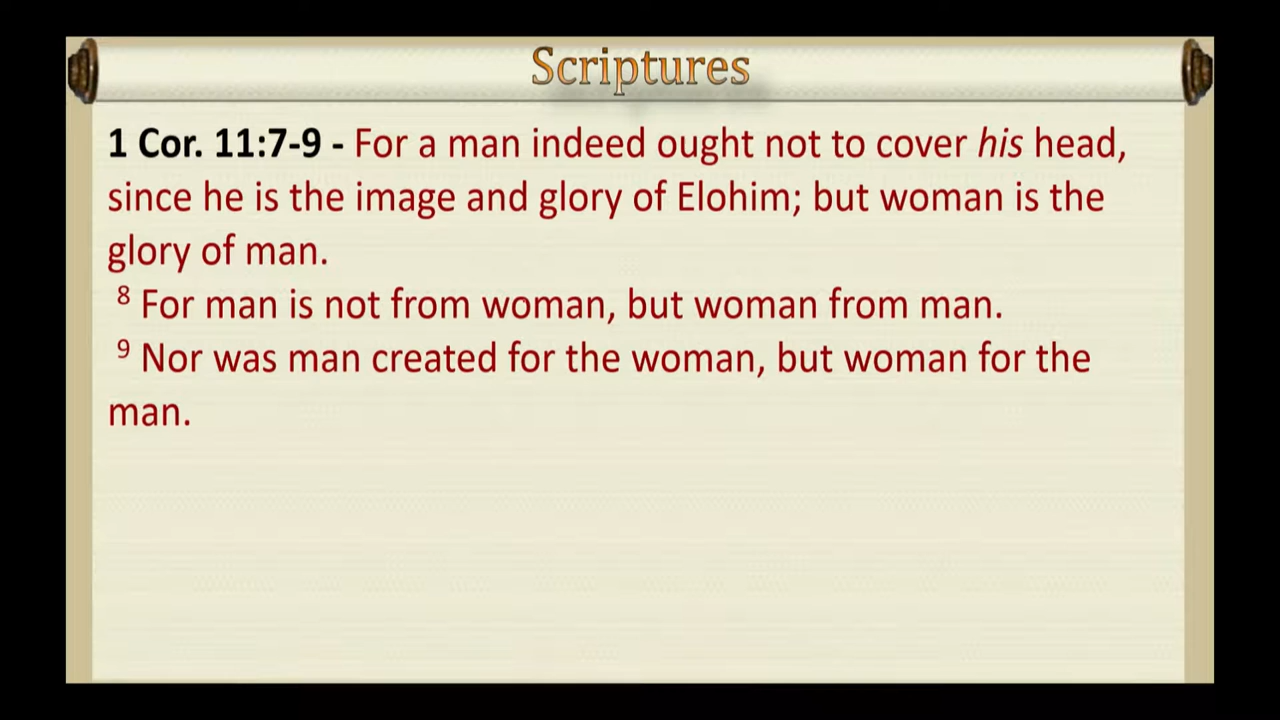 Scriptures
1 Cor. 11:7-9 - For a man indeed ought not to cover his head,
since he is the image and glory of Elohim; but woman is the
glory of man.
8 For man is not from woman, but woman from man.
9 Nor was man created for the woman, but woman for the
man.